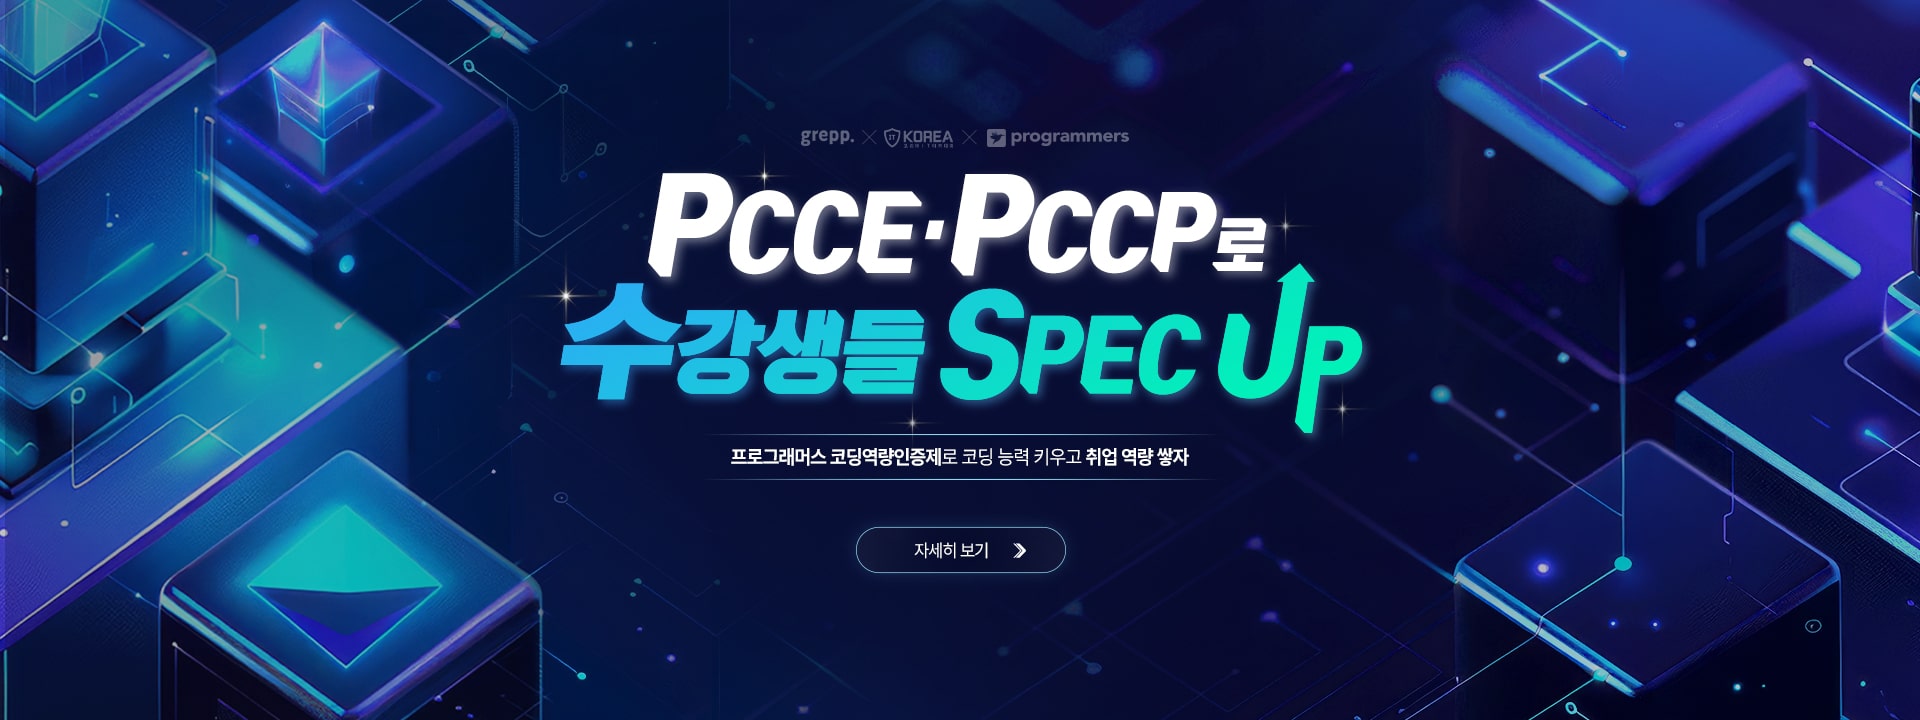 grepp. × IT KOREA × programmers
PCCE·PCCP로
수강생들 SPEC UP
프로그래머스 코딩역량인증제로 코딩 능력 키우고 취업 역량 쌓자
자세히 보기